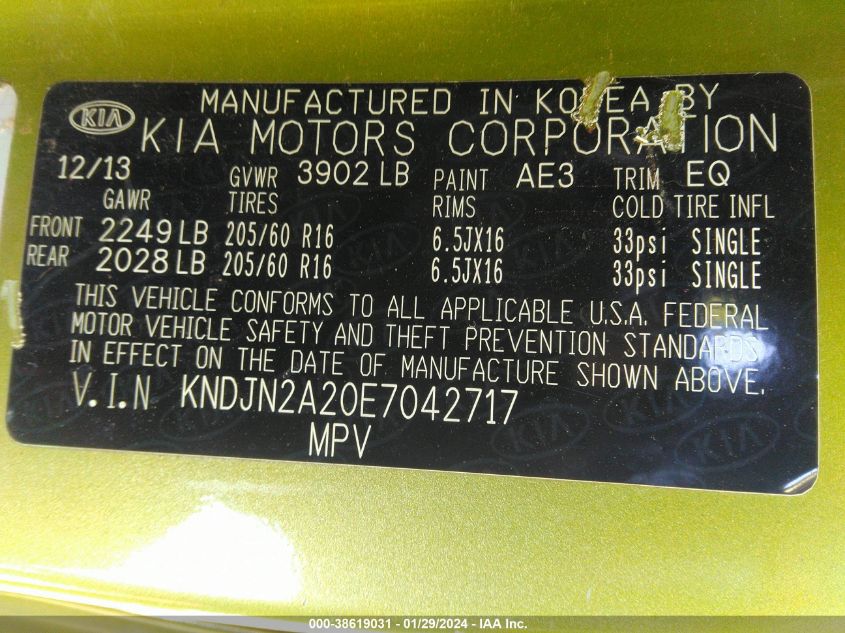 MANUFACTURED IN KOREA BY
KIA KIA MOTORS CORPORATION
12/13 GVWR 3902 LB PAINT AE3 TRIM EQ
GAWR TIRES RIMS COLD TIRE INFL
FRONT 2249 LB 205/60 R16 6.5JX16 33psi SINGLE
REAR 2028 LB 205/60 R16 6.5JX16 33psi SINGLE
THIS VEHICLE CONFORMS TO ALL APPLICABLE U.S.A. FEDERAL
MOTOR VEHICLE SAFETY AND THEFT PREVENTION STANDARDS
IN EFFECT ON THE DATE OF MANUFACTURE SHOWN ABOVE.
V.I.N KNDJN2A20E7042717
MPV
000-38619031 - 01/29/2024 - IAA Inc.